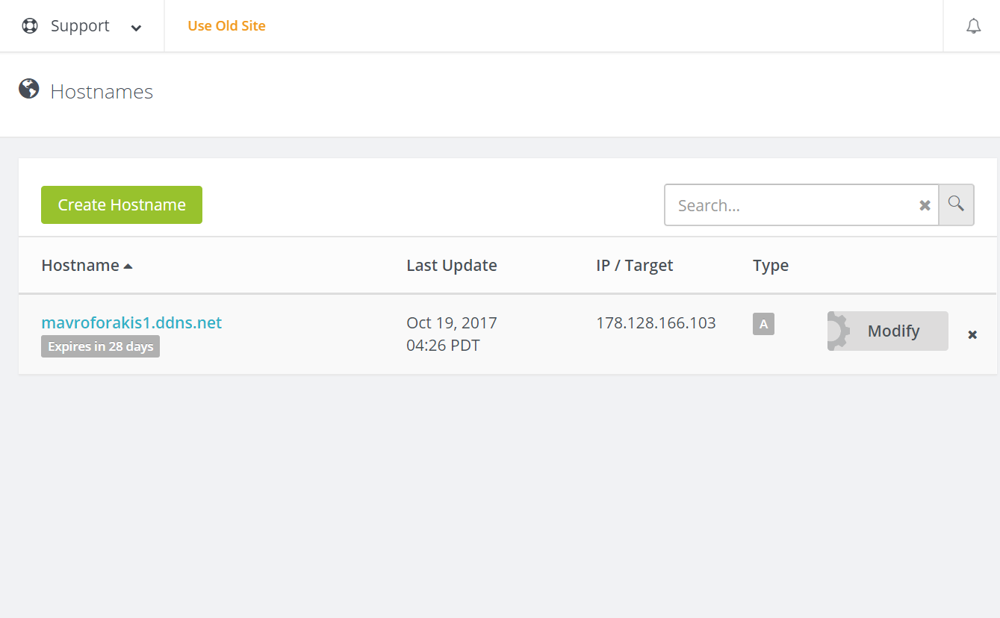 Support
Use Old Site
Hostnames
Create Hostname
Search...
Hostname
Last Update
IP / Target
Type
mavroforakis1.ddns.net
Expires in 28 days
Oct 19, 2017
04:26 PDT
178.128.166.103
A
Modify